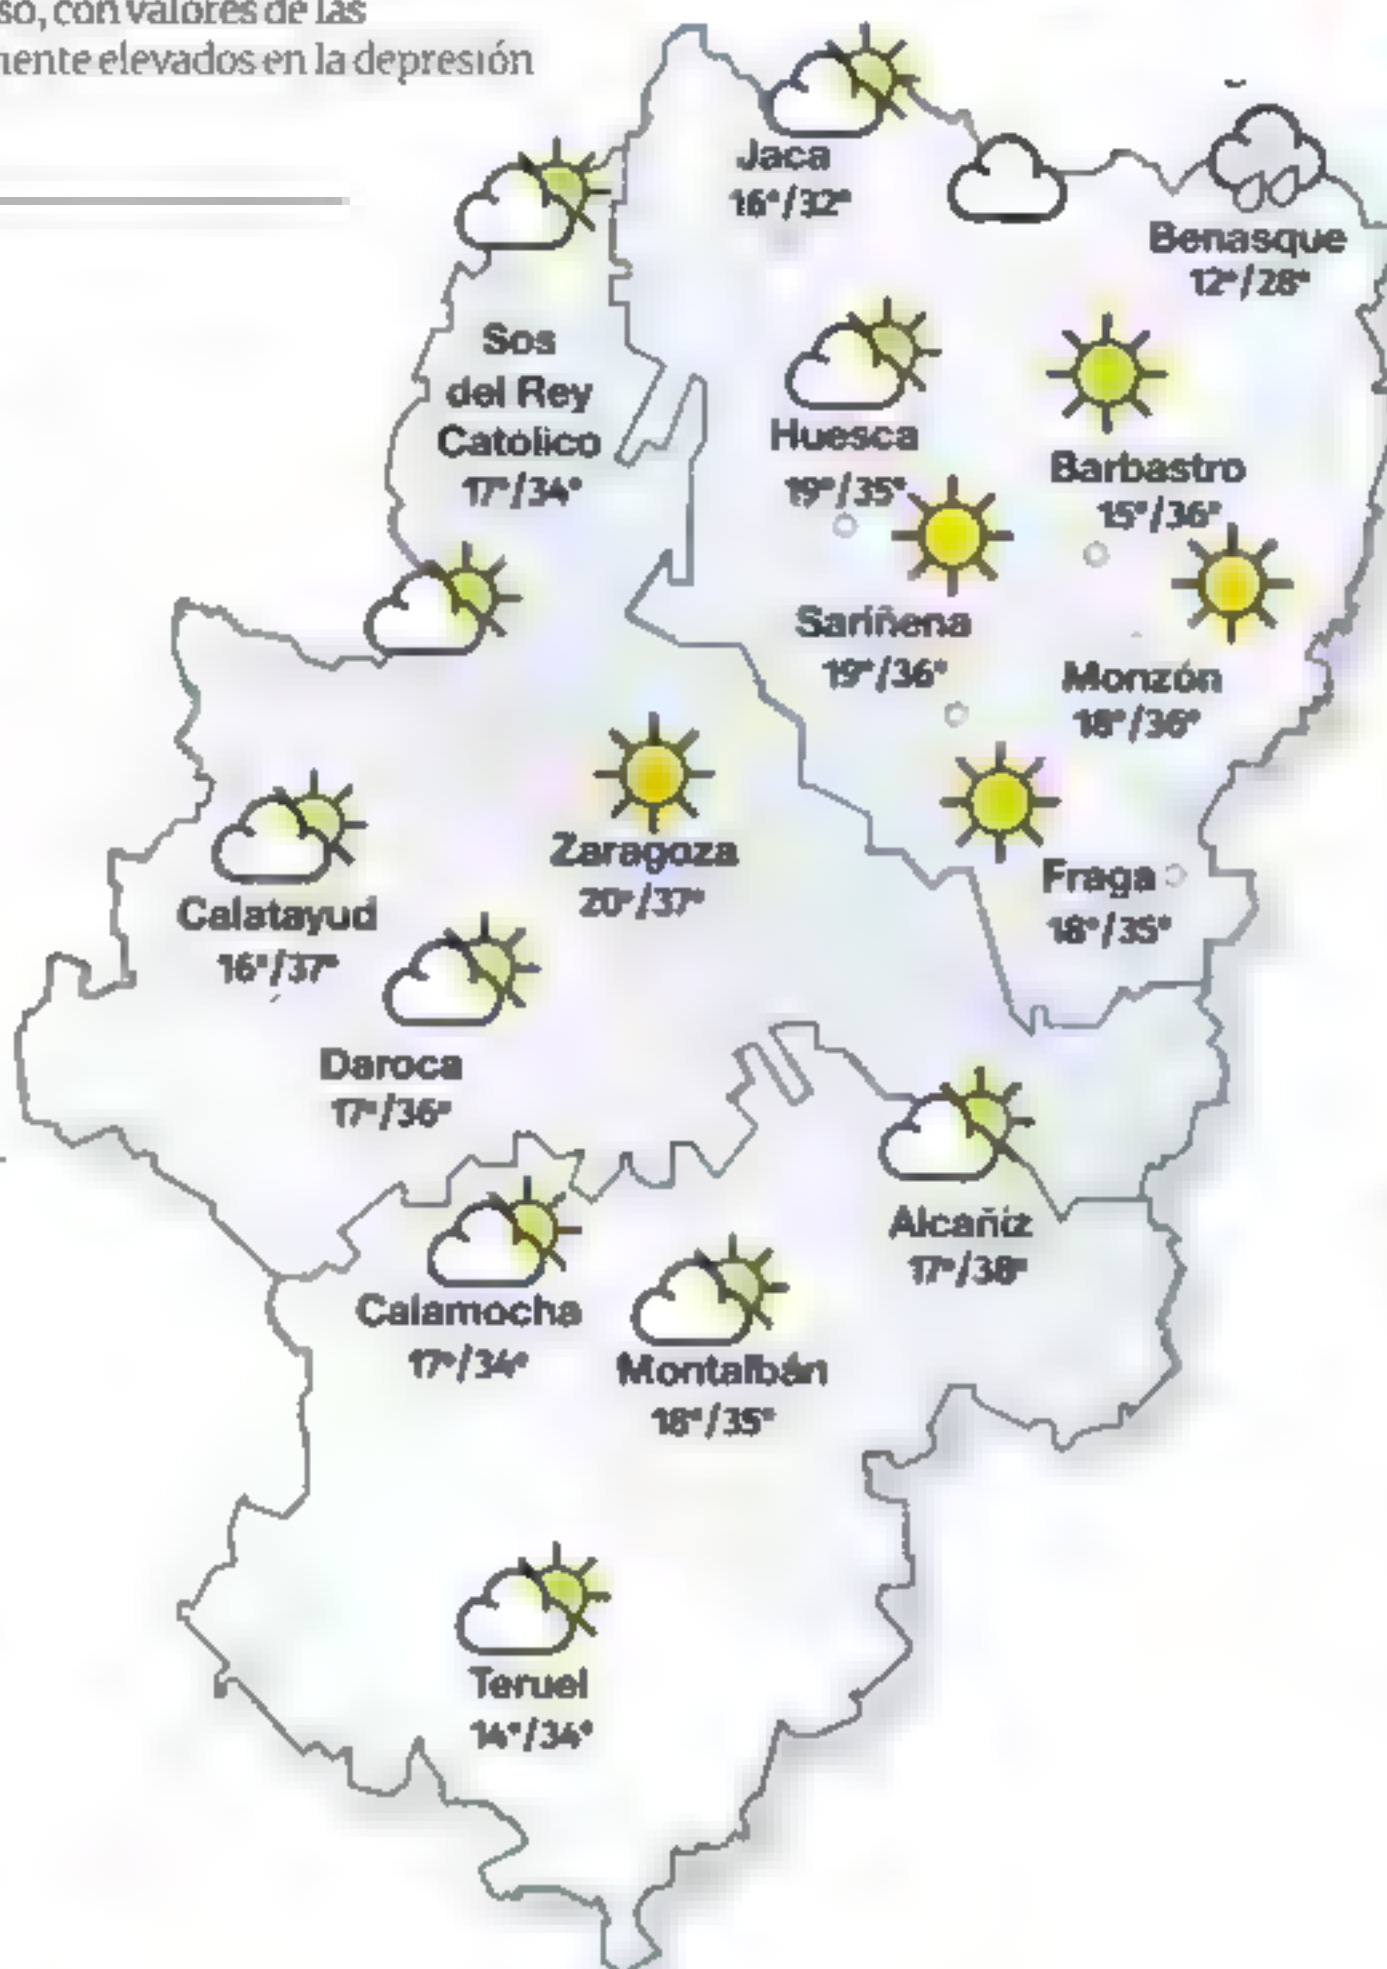 so, con valores de las
nente elevados en la depresión
Jaca
16°/32°
Benasque
12°/28°
Sos
del Rey
Católico
17°/34°
Huesca
19°/35°
Barbastro
15°/36°
Sariñena
19°/36°
Monzón
18°/36°
Zaragoza
20°/37°
Fraga
18°/35°
Calatayud
16°/37°
Daroca
17°/36°
Alcañiz
17°/38°
Calamocha
17°/34°
Montalbán
18°/35°
Teruel
14°/34°